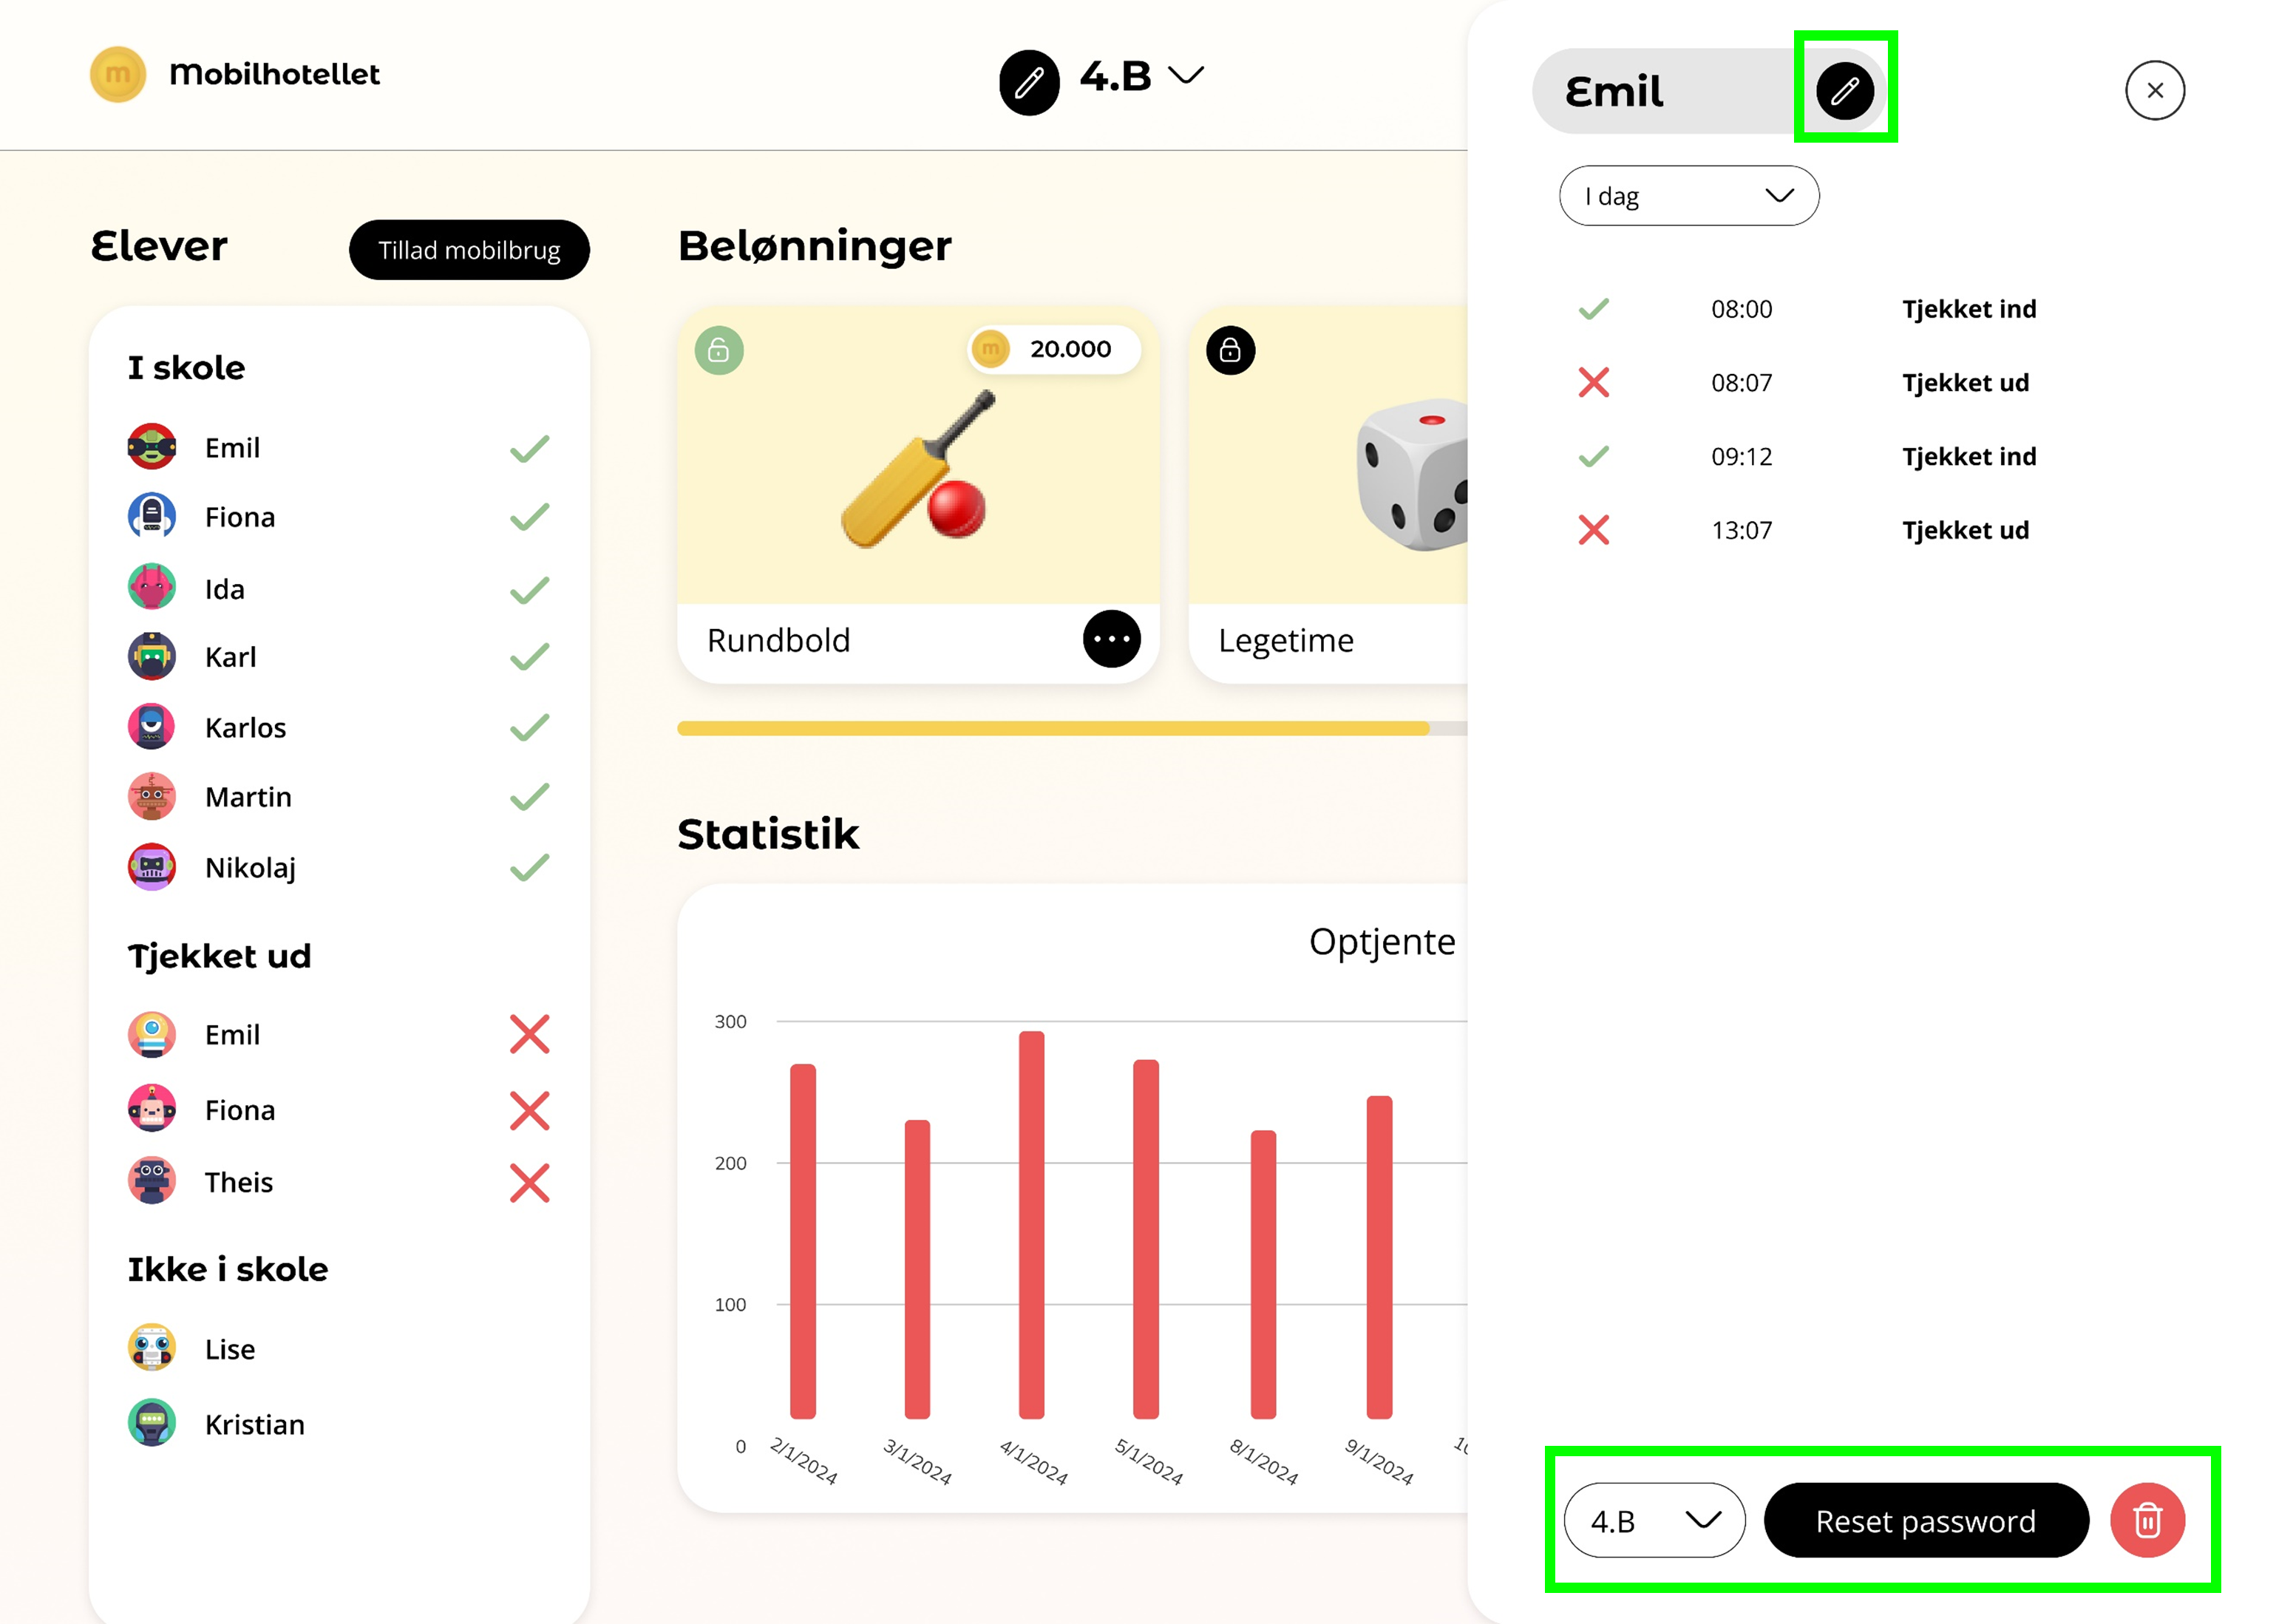 Mobilhotellet
4.B
Elever
Tillad mobilbrug
I skole
Emil
Fiona
Ida
Karl
Karlos
Martin
Nikolaj
Tjekket ud
Emil
Fiona
Theis
Ikke i skole
Lise
Kristian
Belønninger
20.000
Rundbold
Legetime
Statistik
Optjente
300
200
100
0
2/1/2024
3/1/2024
4/1/2024
5/1/2024
8/1/2024
9/1/2024
Emil
I dag
08:00 Tjekket ind
08:07 Tjekket ud
09:12 Tjekket ind
13:07 Tjekket ud
4.B
Reset password